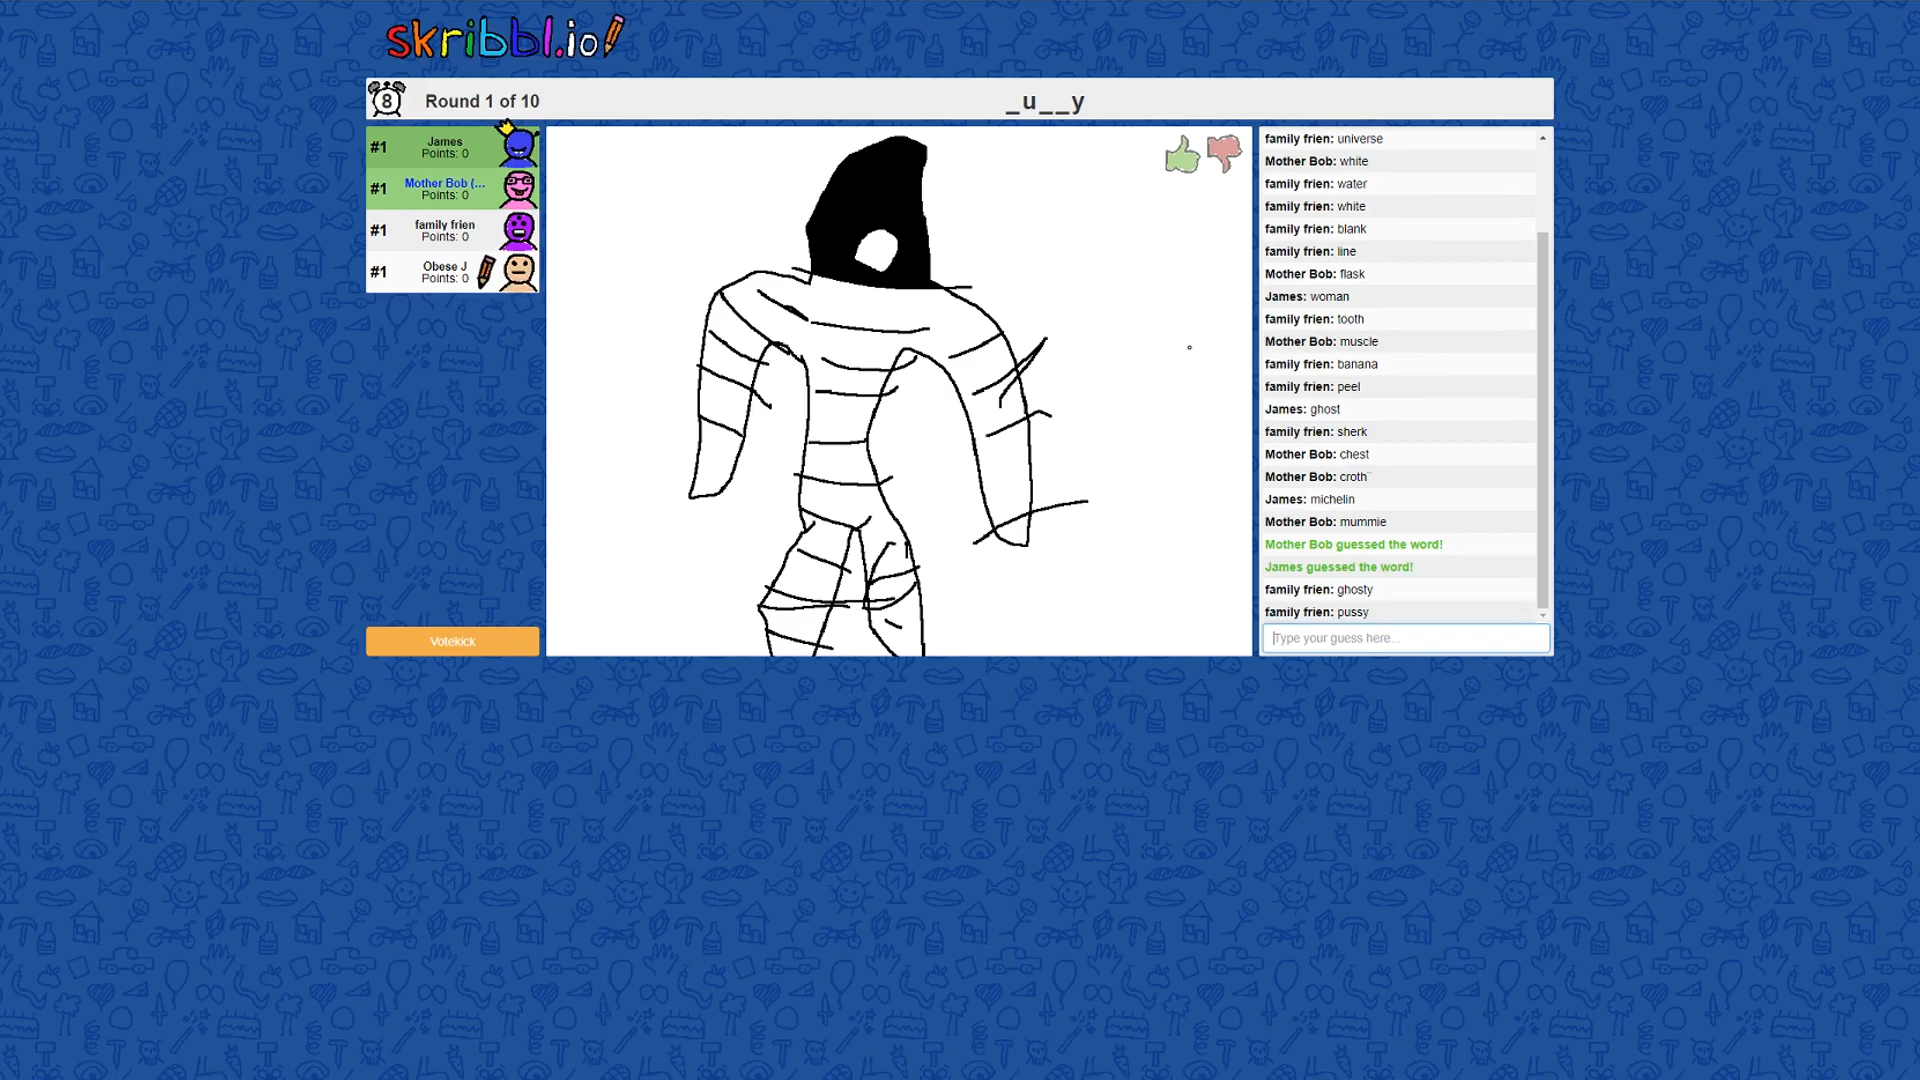 skribbl.io
8
Round 1 of 10
_u__y
#1
James
Points: 0
#1
Mother Bob (...
Points: 0
#1
family frien
Points: 0
#1
Obese J
Points: 0
Votekick
family frien: universe
Mother Bob: white
family frien: water
family frien: white
family frien: blank
family frien: line
Mother Bob: flask
James: woman
family frien: tooth
Mother Bob: muscle
family frien: banana
family frien: peel
James: ghost
family frien: sherk
Mother Bob: chest
Mother Bob: croth¨
James: michelin
Mother Bob: mummie
Mother Bob guessed the word!
James guessed the word!
family frien: ghosty
family frien: pussy
Type your guess here...